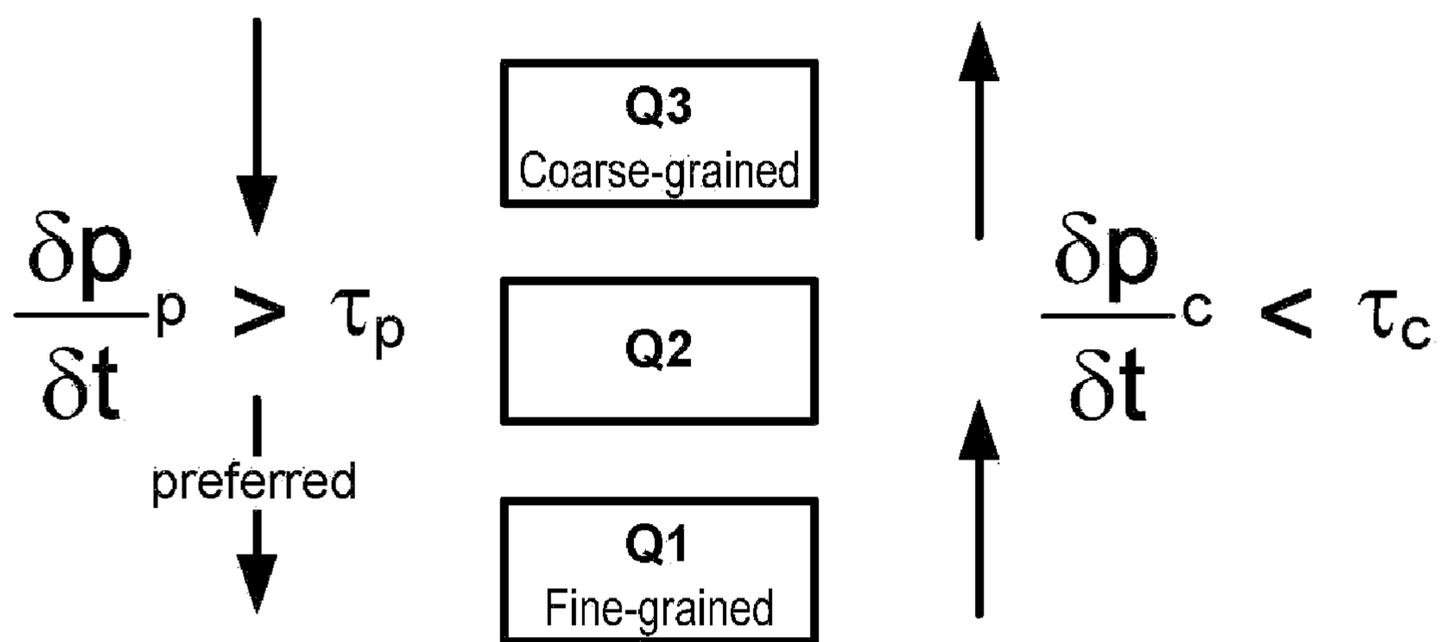 Q3
Coarse-grained
δp/δt p > τp
Q2
δp/δt c < τc
preferred
Q1
Fine-grained